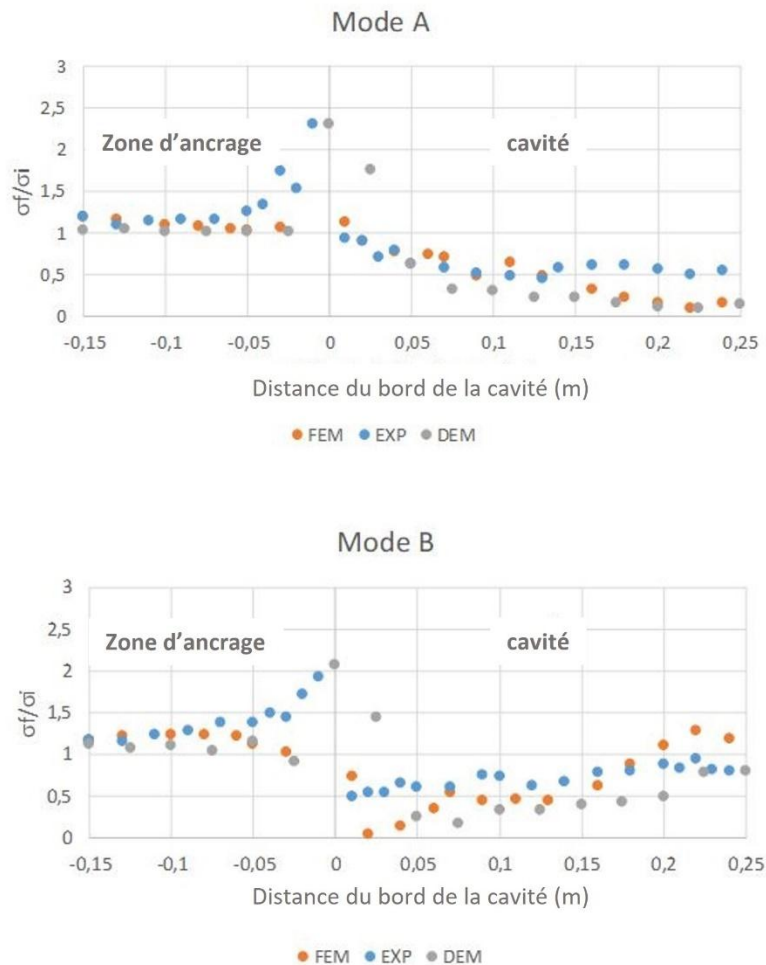 Mode A
3
2,5
Zone d'ancrage cavité
2
σf/σi
1,5
1
0,5
0
-0,15 -0,1 -0,05 0 0,05 0,1 0,15 0,2 0,25
Distance du bord de la cavité (m)
FEM EXP DEM
Mode B
3
2,5
Zone d'ancrage cavité
2
σf/σi
1,5
1
0,5
0
-0,15 -0,1 -0,05 0 0,05 0,1 0,15 0,2 0,25
Distance du bord de la cavité (m)
FEM EXP DEM